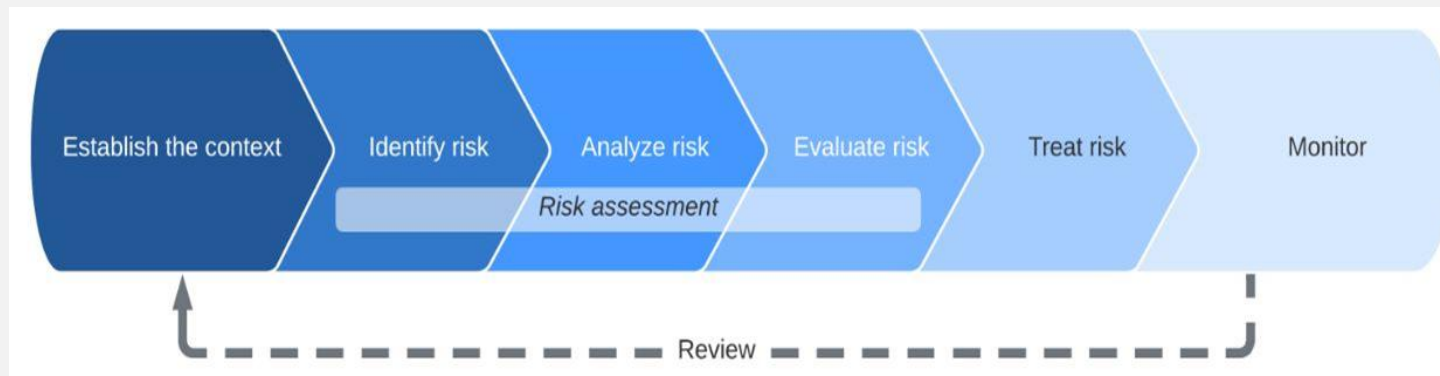 Establish the context
Identify risk
Analyze risk
Evaluate risk
Treat risk
Monitor
Risk assessment
Review